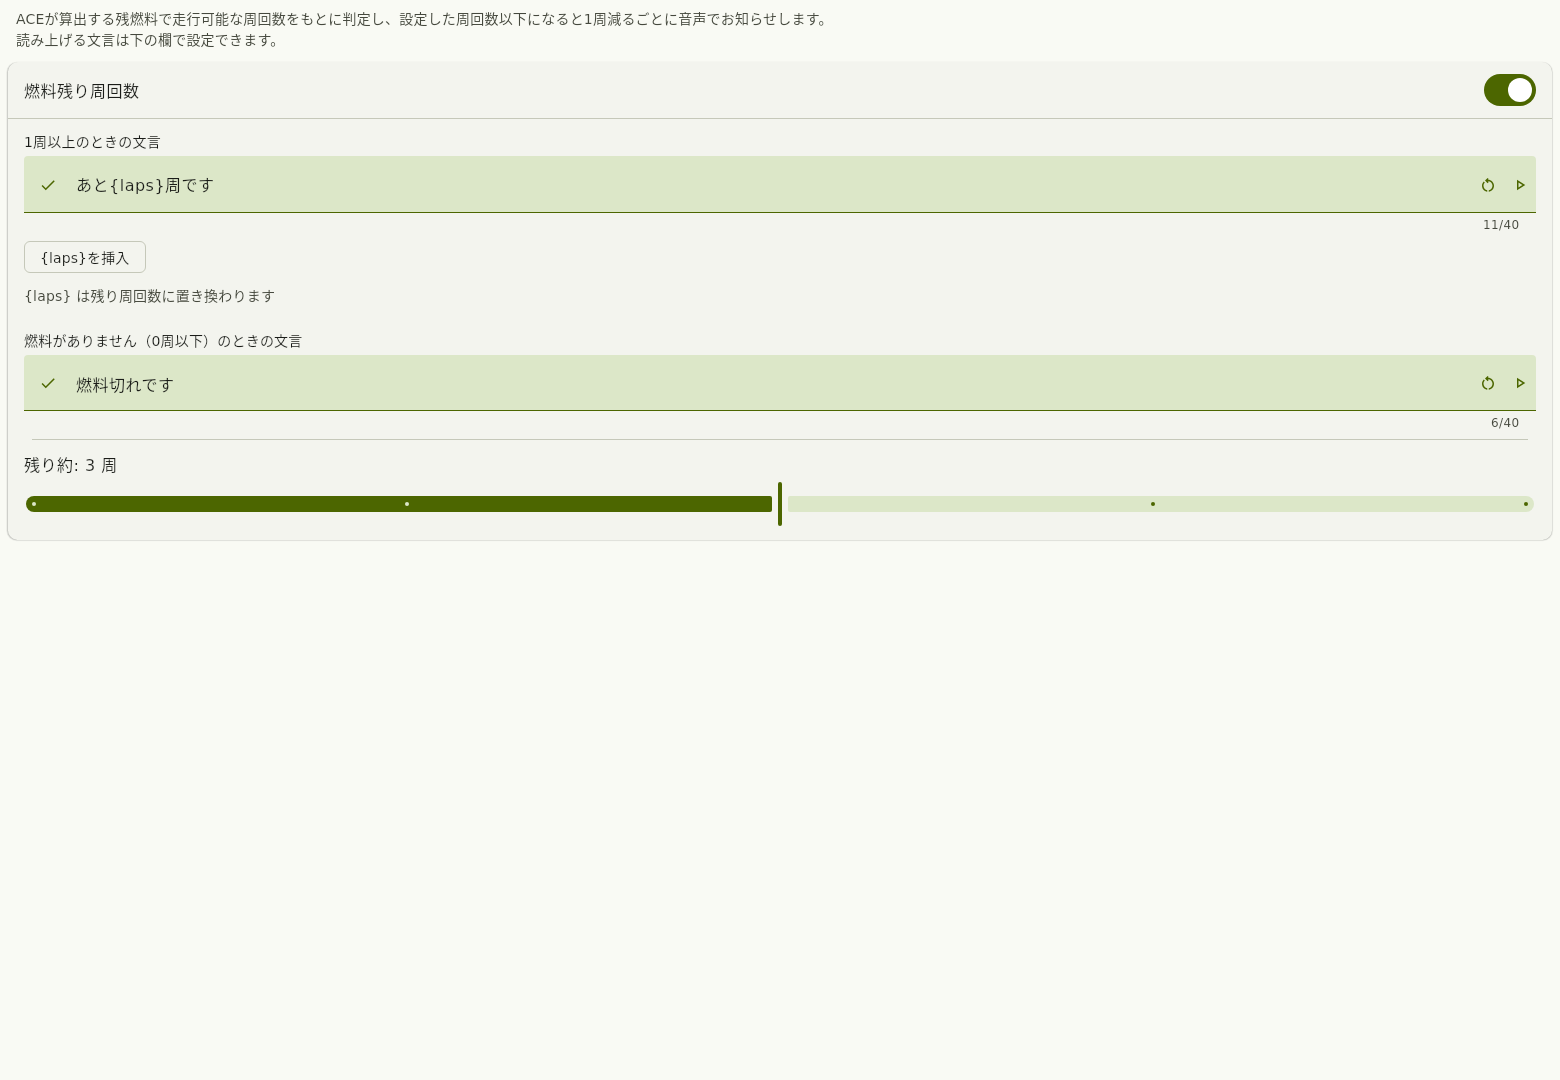 ACEが算出する残燃料で走行可能な周回数をもとに判定し、設定した周回数以下になると1周減るごとに音声でお知らせします。
読み上げる文言は下の欄で設定できます。
燃料残り周回数
1周以上のときの文言
あと{laps}周です
11/40
{laps}を挿入
{laps} は残り周回数に置き換わります
燃料がありません（0周以下）のときの文言
燃料切れです
6/40
残り約: 3 周